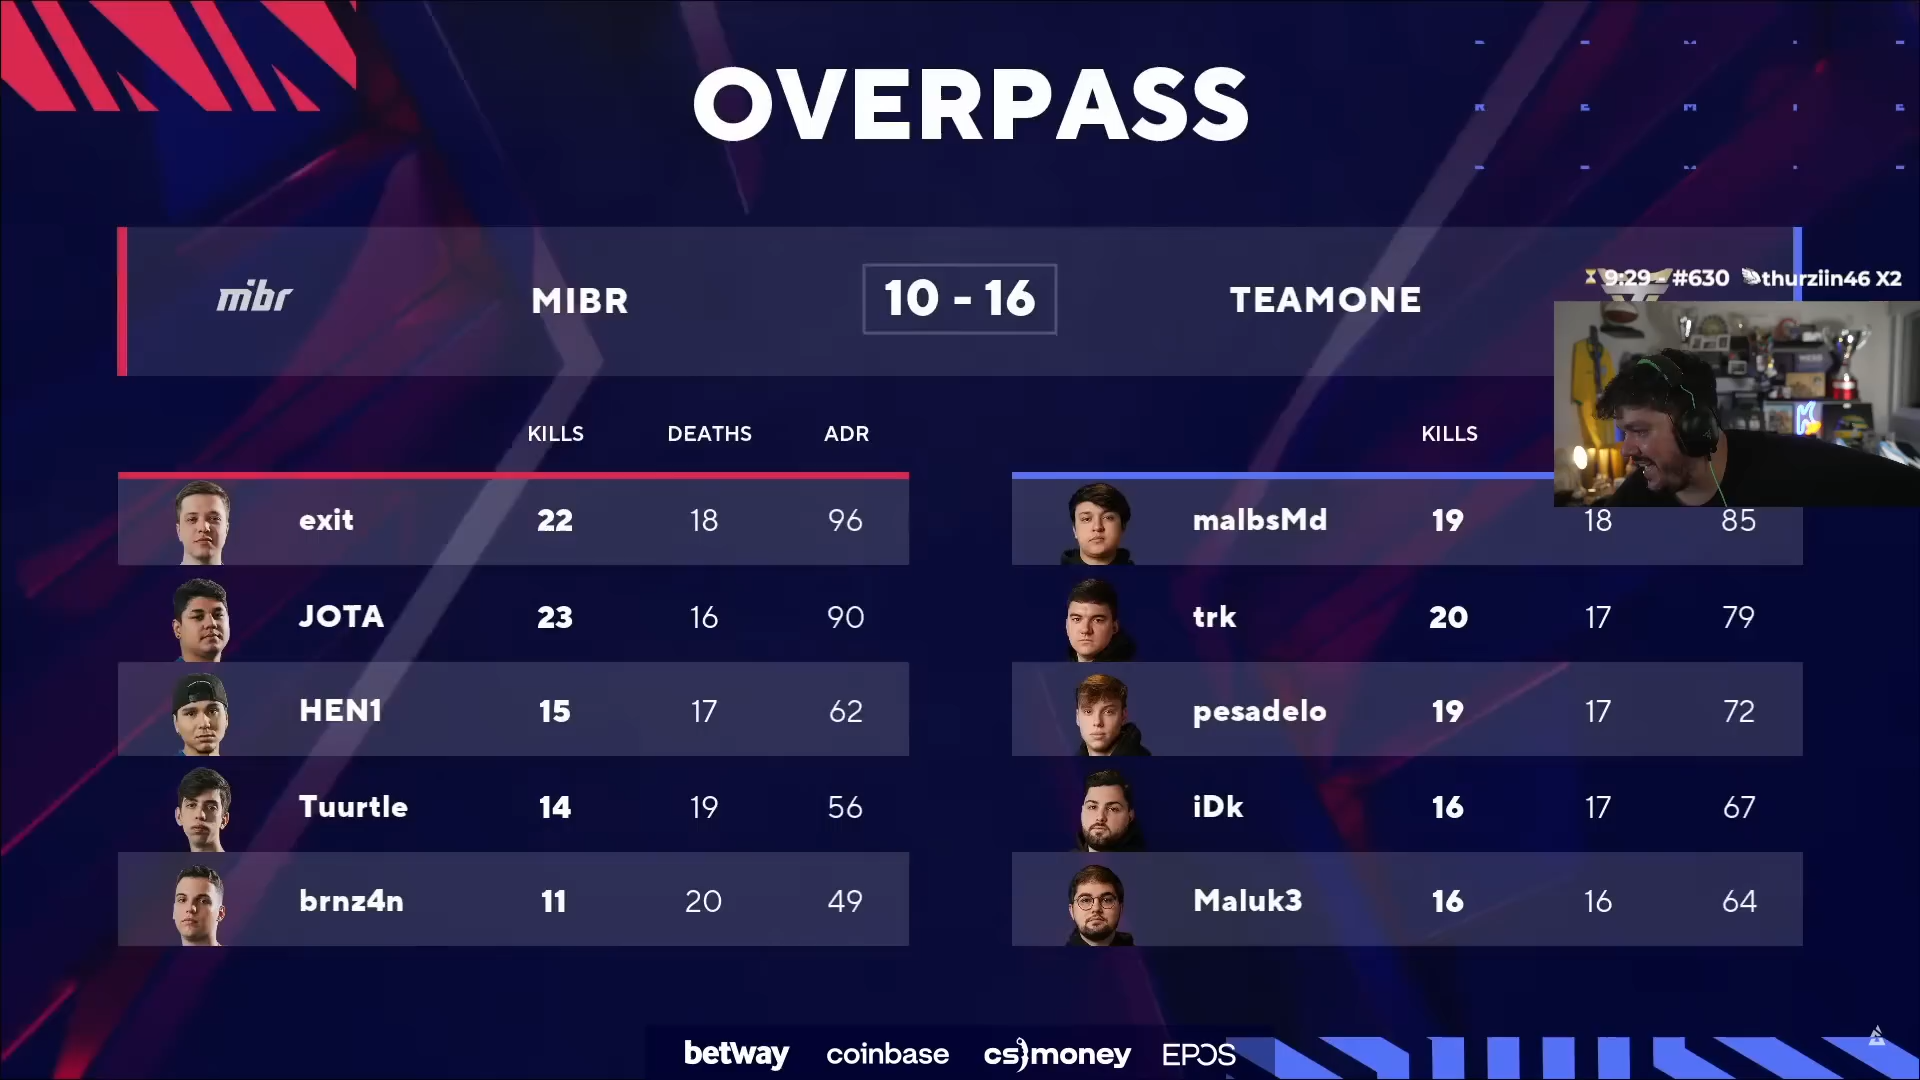 OVERPASS
mibr MIBR 10 - 16 TEAMONE
9:29 - #630 thurziin46 X2
KILLS DEATHS ADR
KILLS
exit 22 18 96
malbsMd 19 18 85
JOTA 23 16 90
trk 20 17 79
HEN1 15 17 62
pesadelo 19 17 72
Tuurtle 14 19 56
iDk 16 17 67
brnz4n 11 20 49
Maluk3 16 16 64
betway coinbase cs money EPOS